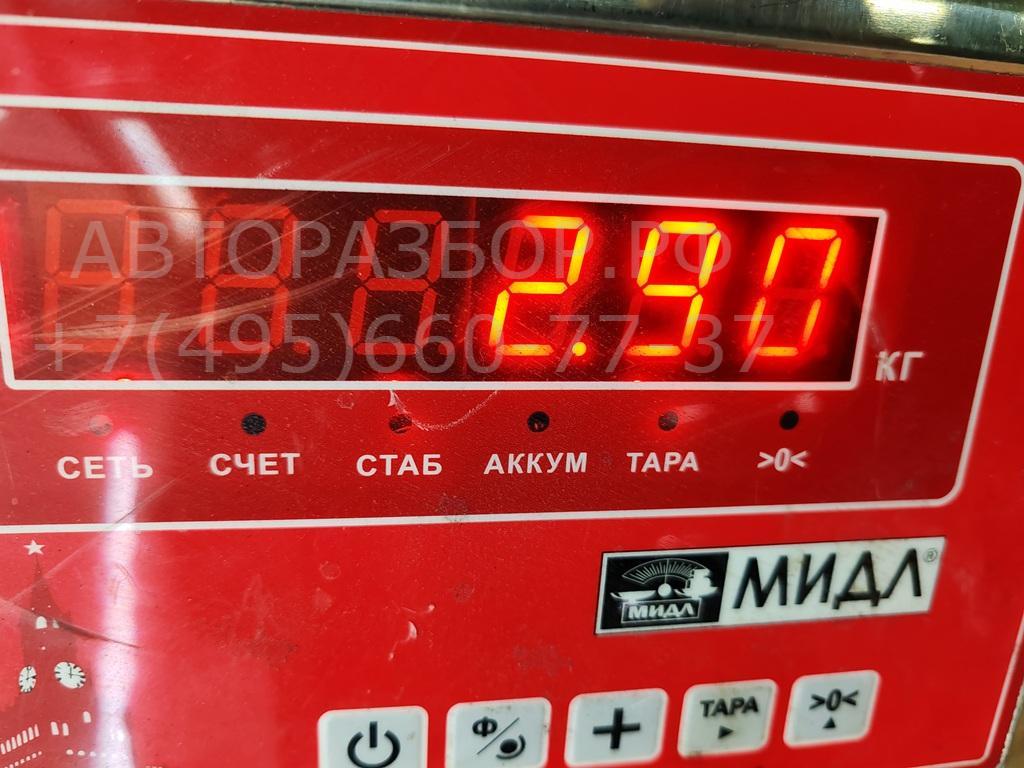 АВТОРАЗБОР.РФ
2.90
+7(495)660-77-37
кг
СЕТЬ СЧЕТ СТАБ АККУМ ТАРА >0<
МИДЛ МИДЛ®
Ф + ТАРА >0<